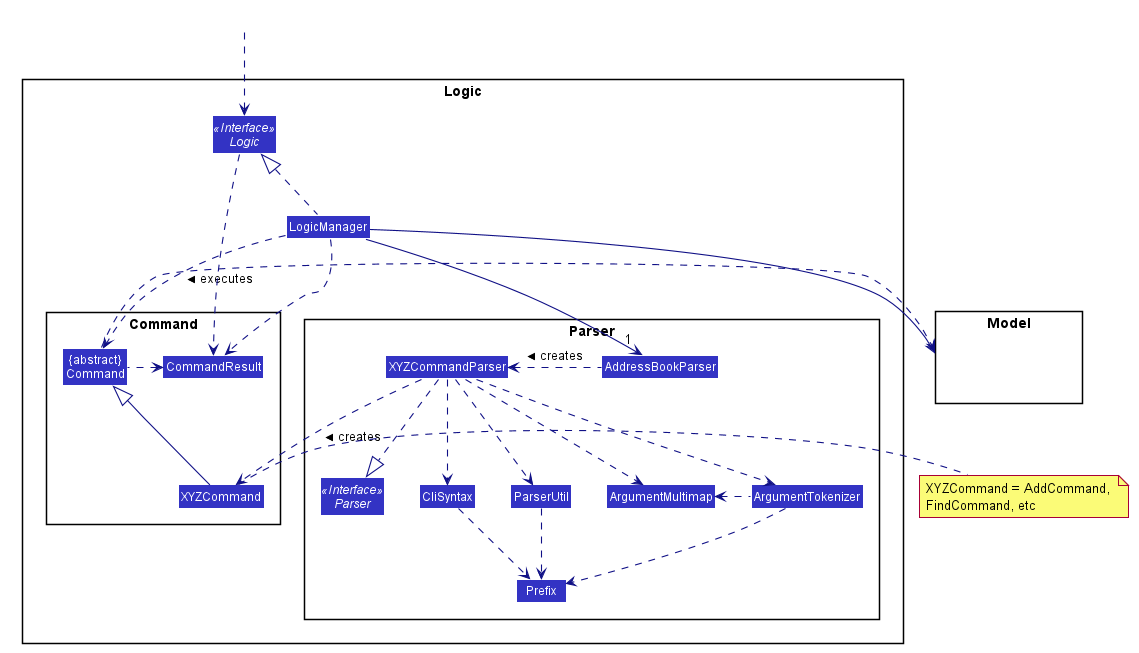 Logic
«Interface»
Logic
LogicManager
◄ executes
Command
{abstract}
Command
CommandResult
XYZCommand
Parser
1
XYZCommandParser
◄ creates
AddressBookParser
◄ creates
«Interface»
Parser
CliSyntax
ParserUtil
ArgumentMultimap
ArgumentTokenizer
Prefix
Model
XYZCommand = AddCommand,
FindCommand, etc